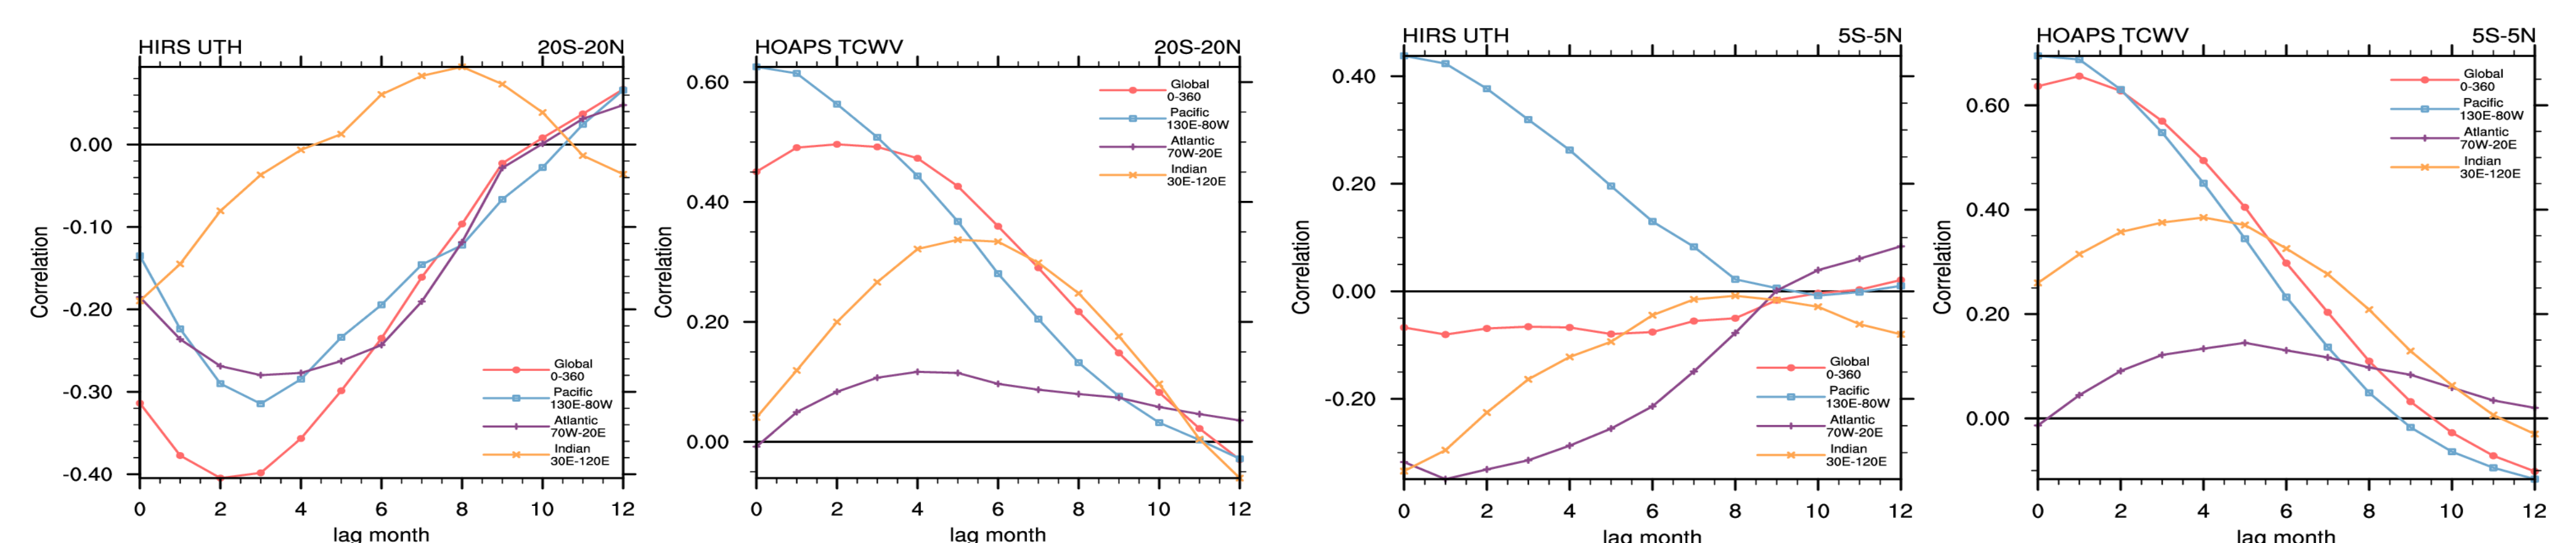 HIRS UTH 20S-20N
0.00
-0.10
-0.20
-0.30
-0.40
Correlation
Global
0-360
Pacific
130E-80W
Atlantic
70W-20E
Indian
30E-120E
0 2 4 6 8 10 12
lag month
HOAPS TCWV 20S-20N
0.60
0.40
0.20
0.00
Correlation
Global
0-360
Pacific
130E-80W
Atlantic
70W-20E
Indian
30E-120E
0 2 4 6 8 10 12
lag month
HIRS UTH 5S-5N
0.40
0.20
0.00
-0.20
Correlation
Global
0-360
Pacific
130E-80W
Atlantic
70W-20E
Indian
30E-120E
0 2 4 6 8 10 12
lag month
HOAPS TCWV 5S-5N
0.60
0.40
0.20
0.00
Correlation
Global
0-360
Pacific
130E-80W
Atlantic
70W-20E
Indian
30E-120E
0 2 4 6 8 10 12
lag month